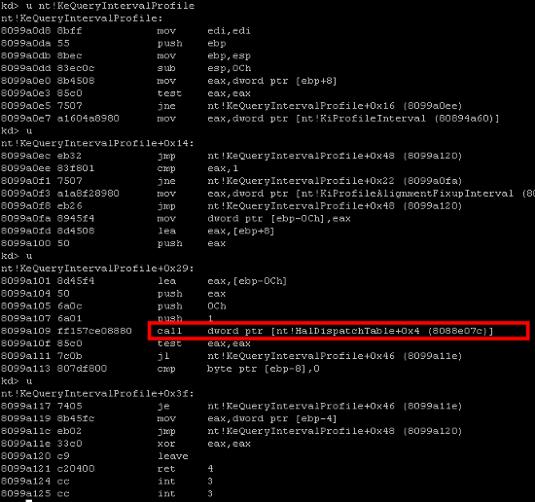 kd> u nt!KeQueryIntervalProfile
nt!KeQueryIntervalProfile:
8099a0d8 8bff mov edi,edi
8099a0da 55 push ebp
8099a0db 8bec mov ebp,esp
8099a0dd 83ec0c sub esp,0Ch
8099a0e0 8b4508 mov eax,dword ptr [ebp+8]
8099a0e3 85c0 test eax,eax
8099a0e5 7507 jne nt!KeQueryIntervalProfile+0x16 (8099a0ee)
8099a0e7 a1604a8980 mov eax,dword ptr [nt!KiProfileInterval (80894a60)]
kd> u
nt!KeQueryIntervalProfile+0x14:
8099a0ec eb32 jmp nt!KeQueryIntervalProfile+0x48 (8099a120)
8099a0ee 83f801 cmp eax,1
8099a0f1 7507 jne nt!KeQueryIntervalProfile+0x22 (8099a0fa)
8099a0f3 a1a8f28980 mov eax,dword ptr [nt!KiProfileAlignmentFixupInterval (80
8099a0f8 eb26 jmp nt!KeQueryIntervalProfile+0x48 (8099a120)
8099a0fa 8945f4 mov dword ptr [ebp-0Ch],eax
8099a0fd 8d4508 lea eax,[ebp+8]
8099a100 50 push eax
kd> u
nt!KeQueryIntervalProfile+0x29:
8099a101 8d45f4 lea eax,[ebp-0Ch]
8099a104 50 push eax
8099a105 6a0c push 0Ch
8099a107 6a01 push 1
8099a109 ff157ce08880 call dword ptr [nt!HalDispatchTable+0x4 (8088e07c)]
8099a10f 85c0 test eax,eax
8099a111 7c0b jl nt!KeQueryIntervalProfile+0x46 (8099a11e)
8099a113 807df800 cmp byte ptr [ebp-8],0
kd> u
nt!KeQueryIntervalProfile+0x3f:
8099a117 7405 je nt!KeQueryIntervalProfile+0x46 (8099a11e)
8099a119 8b45fc mov eax,dword ptr [ebp-4]
8099a11c eb02 jmp nt!KeQueryIntervalProfile+0x48 (8099a120)
8099a11e 33c0 xor eax,eax
8099a120 c9 leave
8099a121 c20400 ret 4
8099a124 cc int 3
8099a125 cc int 3